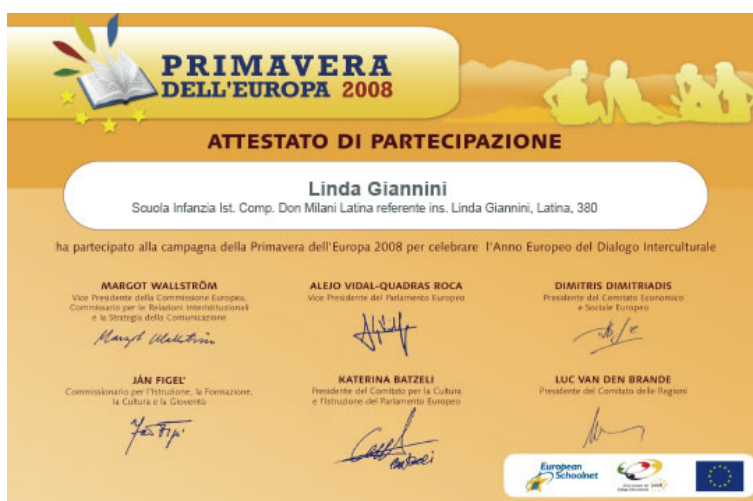 PRIMAVERA
DELL'EUROPA 2008
ATTESTATO DI PARTECIPAZIONE
Linda Giannini
Scuola Infanzia Ist. Comp. Don Milani Latina referente ins. Linda Giannini, Latina, 380
ha partecipato alla campagna della Primavera dell'Europa 2008 per celebrare l'Anno Europeo del Dialogo Interculturale
MARGOT WALLSTRÖM
Vice Presidente della Commissione Europea,
Commissario per le Relazioni Interistituzionali
e la Strategia della Comunicazione
Margot Wallström
ALEJO VIDAL-QUADRAS ROCA
Vice Presidente del Parlamento Europeo
DIMITRIS DIMITRIADIS
Presidente del Comitato Economico
e Sociale Europeo
JÁN FIGEL'
Commissionario per l'Istruzione, la Formazione,
la Cultura e la Gioventù
KATERINA BATZELI
Presidente del Comitato per la Cultura
e l'Istruzione del Parlamento Europeo
Batzeli
LUC VAN DEN BRANDE
Presidente del Comitato delle Regioni
European
Schoolnet